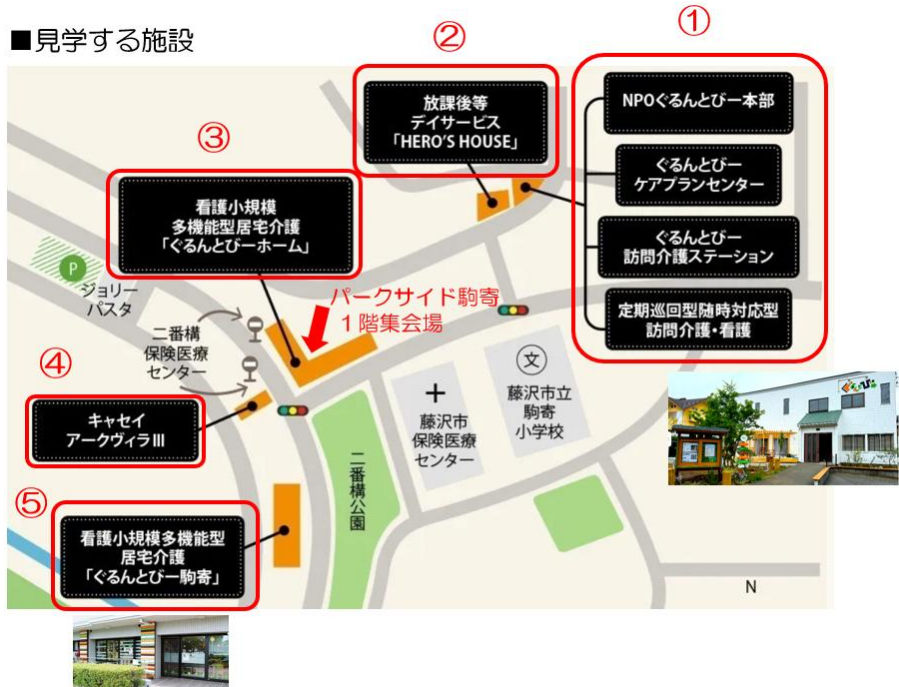 ■見学する施設
①
NPOぐるんとびー本部
ぐるんとびー
ケアプランセンター
ぐるんとびー
訪問介護ステーション
定期巡回型随時対応型
訪問介護・看護
②
放課後等
デイサービス
「HERO'S HOUSE」
③
看護小規模
多機能型居宅介護
「ぐるんとびーホーム」
P
ジョリー
パスタ
パークサイド駒寄
１階集会場
二番構
保険医療
センター
④
キャセイ
アークヴィラⅢ
⑤
看護小規模多機能型
居宅介護
「ぐるんとびー駒寄」
二番構公園
藤沢市
保険医療
センター
文
藤沢市立
駒寄
小学校
ぐるんとびー
N